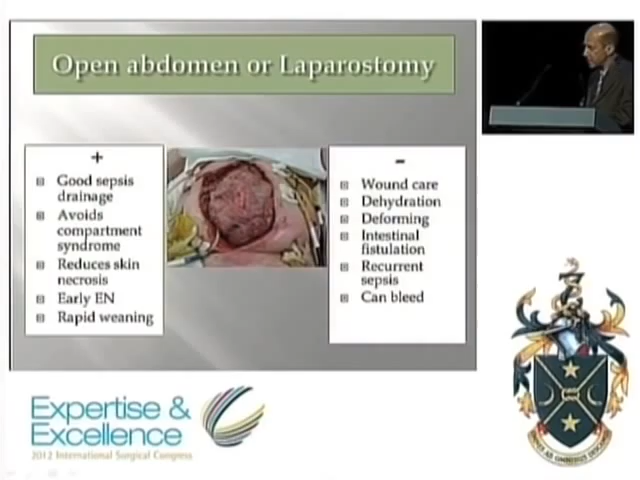 Open abdomen or Laparostomy
+
Good sepsis
drainage
Avoids
compartment
syndrome
Reduces skin
necrosis
Early EN
Rapid weaning
-
Wound care
Dehydration
Deforming
Intestinal
fistulation
Recurrent
sepsis
Can bleed
Expertise &
Excellence
2012 International Surgical Congress